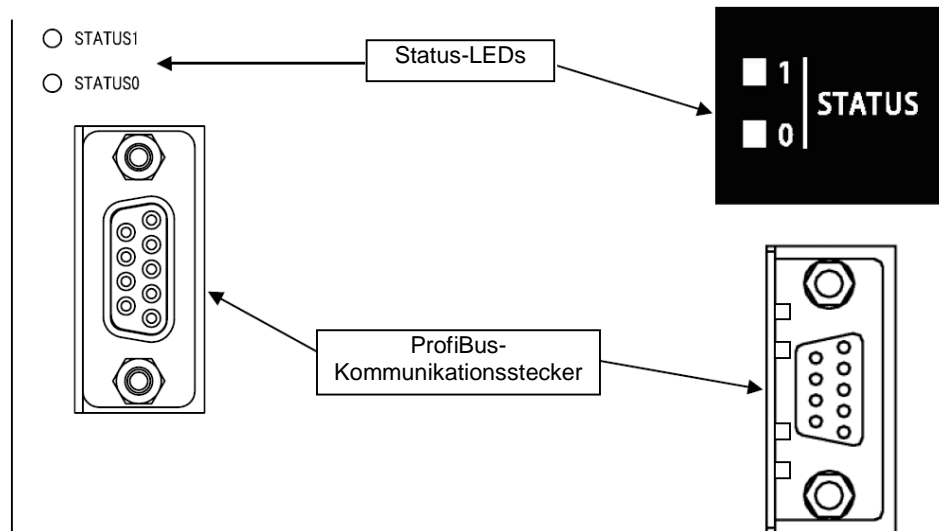 STATUS1
STATUS0
Status-LEDs
1
0
STATUS
ProfiBus-
Kommunikationsstecker